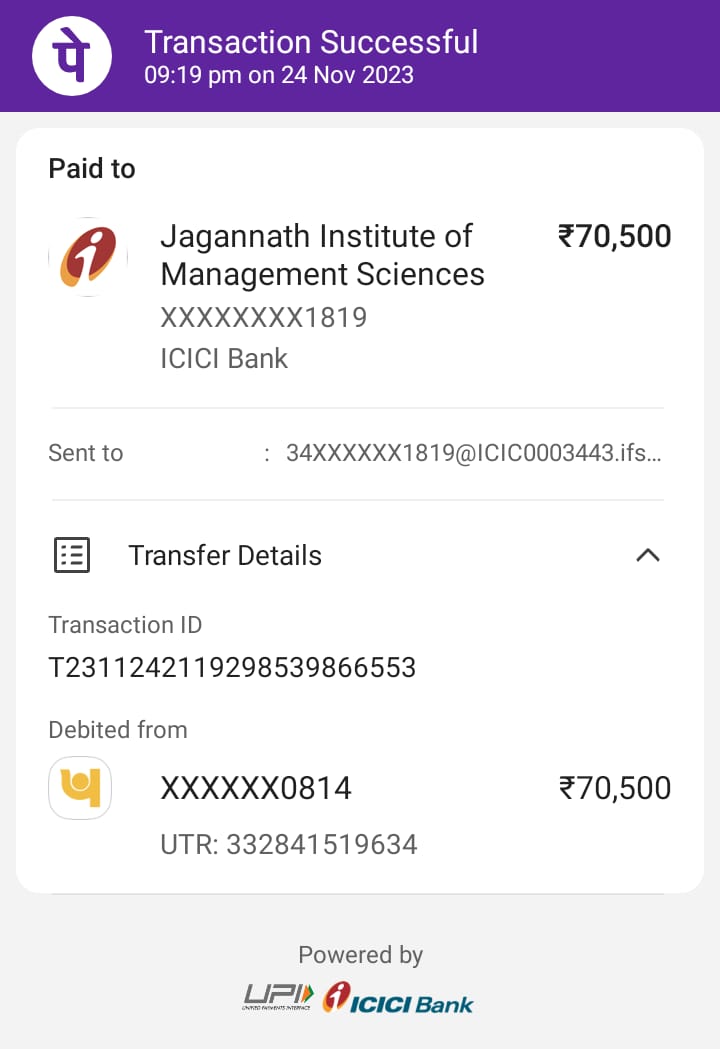 पे
Transaction Successful
09:19 pm on 24 Nov 2023
Paid to
Jagannath Institute of
Management Sciences
₹70,500
XXXXXXXX1819
ICICI Bank
Sent to : 34XXXXXX1819@ICIC0003443.ifs...
Transfer Details
Transaction ID
T2311242119298539866553
Debited from
XXXXXX0814 ₹70,500
UTR: 332841519634
Powered by
UPI
UNIFIED PAYMENTS INTERFACE
ICICI Bank